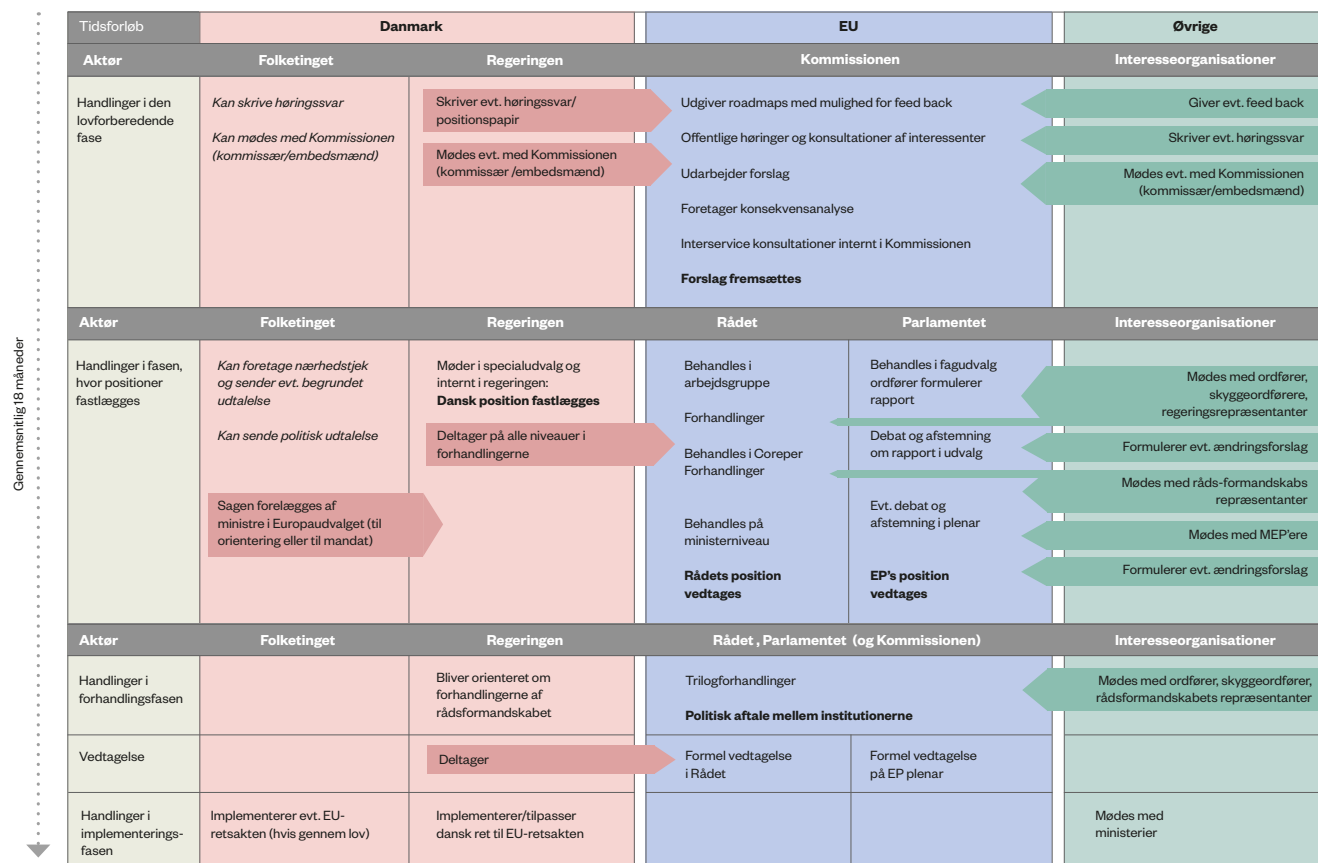 Tidsforløb
Danmark
EU
Øvrige
Aktør
Folketinget
Regeringen
Kommissionen
Interesseorganisationer
Handlinger i den
lovforberedende
fase
Kan skrive høringssvar
Kan mødes med Kommissionen
(kommissær/embedsmænd)
Skriver evt. høringssvar/
positionspapir
Mødes evt. med Kommissionen
(kommissær /embedsmænd)
Udgiver roadmaps med mulighed for feed back
Offentlige høringer og konsultationer af interessenter
Udarbejder forslag
Foretager konsekvensanalyse
Interservice konsultationer internt i Kommissionen
Forslag fremsættes
Giver evt. feed back
Skriver evt. høringssvar
Mødes evt. med Kommissionen
(kommissær/embedsmænd)
Aktør
Folketinget
Regeringen
Rådet
Parlamentet
Interesseorganisationer
Handlinger i fasen,
hvor positioner
fastlægges
Kan foretage nærhedstjek
og sender evt. begrundet
udtalelse
Kan sende politisk udtalelse
Sagen forelægges af
ministre i Europaudvalget (til
orientering eller til mandat)
Møder i specialudvalg og
internt i regeringen:
Dansk position fastlægges
Deltager på alle niveauer i
forhandlingerne
Behandles i
arbejdsgruppe
Forhandlinger
Behandles i Coreper
Forhandlinger
Behandles på
ministerniveau
Rådets position
vedtages
Behandles i fagudvalg
ordfører formulerer
rapport
Debat og afstemning
om rapport i udvalg
Evt. debat og
afstemning i plenar
EP's position
vedtages
Mødes med ordfører,
skyggeordførere,
regeringsrepræsentanter
Formulerer evt. ændringsforslag
Mødes med råds-formandskabs
repræsentanter
Mødes med MEP'ere
Formulerer evt. ændringsforslag
Aktør
Folketinget
Regeringen
Rådet , Parlamentet (og Kommissionen)
Interesseorganisationer
Handlinger i
forhandlingsfasen
Bliver orienteret om
forhandlingerne af
rådsformandskabet
Trilogforhandlinger
Politisk aftale mellem institutionerne
Mødes med ordfører, skyggeordfører,
rådsformandskabets repræsentanter
Vedtagelse
Deltager
Formel vedtagelse
i Rådet
Formel vedtagelse
på EP plenar
Handlinger i
implementerings-
fasen
Implementerer evt. EU-
retsakten (hvis gennem lov)
Implementerer/tilpasser
dansk ret til EU-retsakten
Mødes med
ministerier
Gennemsnitlig 18 måneder